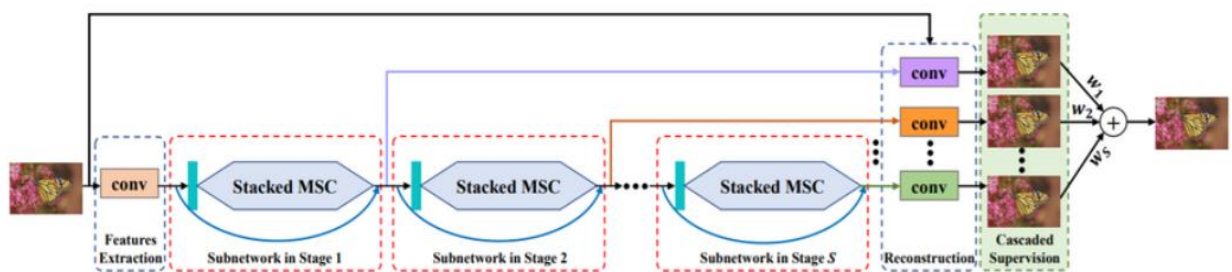 conv
w1
conv
w2
conv
Stacked MSC
Stacked MSC
Stacked MSC
conv
wS
Features
Extraction
Subnetwork in Stage 1
Subnetwork in Stage 2
Subnetwork in Stage S
Reconstruction
Cascaded
Supervision